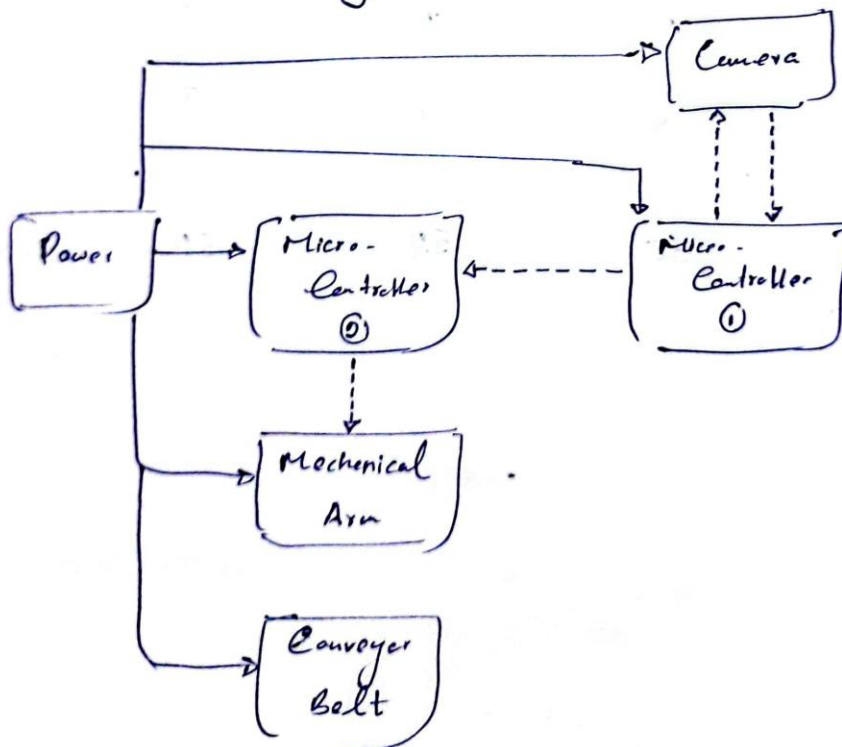 Camera
Power
Micro-
Controller
②
Micro-
Controller
①
Mechanical
Arm
Conveyer
Belt